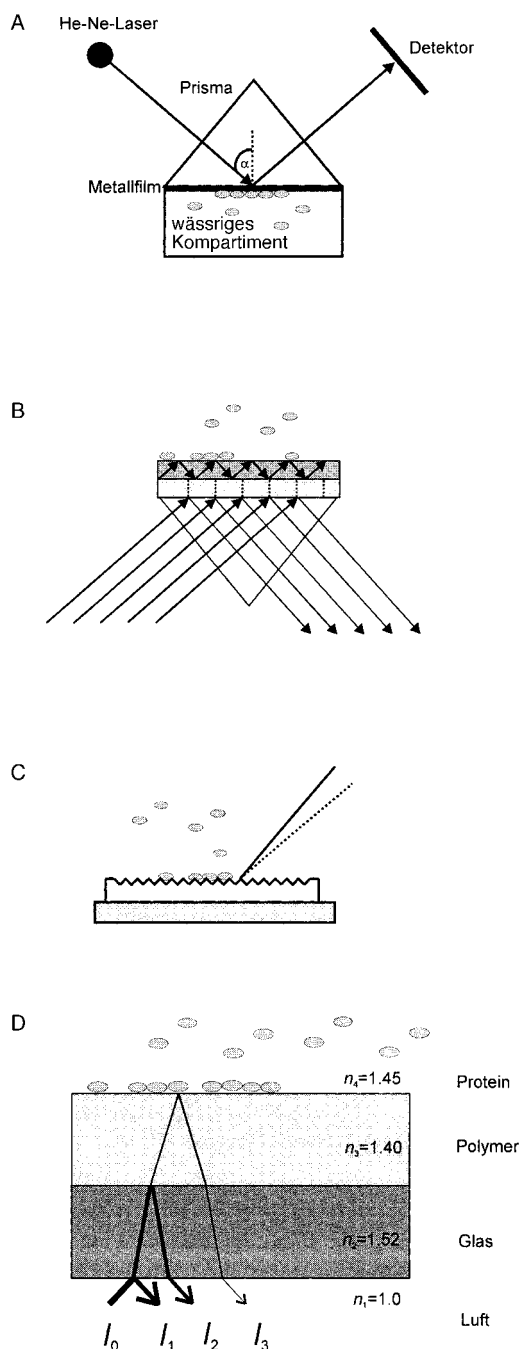 A
He-Ne-Laser
Detektor
Prisma
α
Metallfilm
wässriges
Kompartiment
B
C
D
n₄=1.45
Protein
n₃=1.40
Polymer
n₂=1.52
Glas
n₁=1.0
Luft
I₀ I₁ I₂ I₃